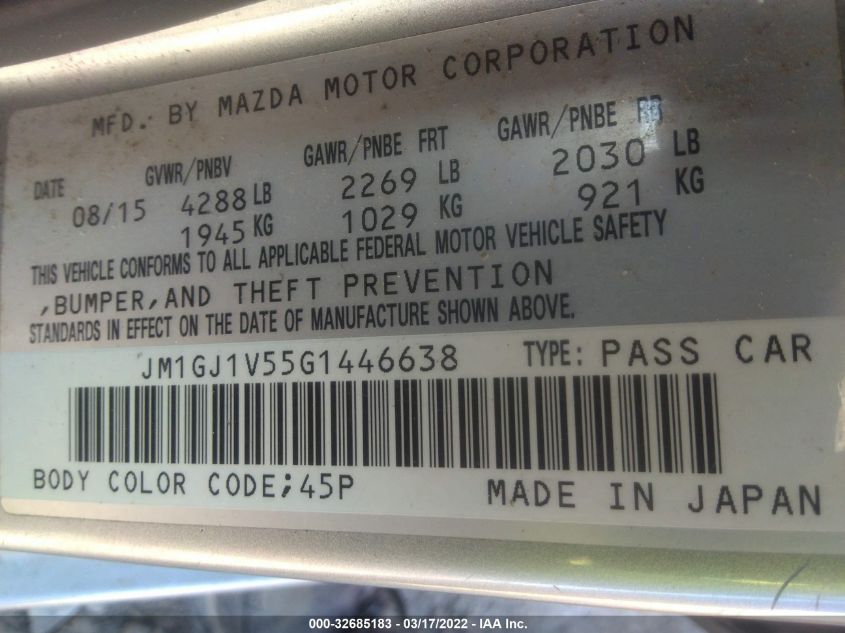 MFD. BY MAZDA MOTOR CORPORATION
DATE GVWR/PNBV GAWR/PNBE FRT GAWR/PNBE RR
08/15 4288 LB 2269 LB 2030 LB
1945 KG 1029 KG 921 KG
THIS VEHICLE CONFORMS TO ALL APPLICABLE FEDERAL MOTOR VEHICLE SAFETY
,BUMPER,AND THEFT PREVENTION
STANDARDS IN EFFECT ON THE DATE OF MANUFACTURE SHOWN ABOVE.
JM1GJ1V55G1446638 TYPE: PASS CAR
BODY COLOR CODE;45P MADE IN JAPAN
000-32685183 - 03/17/2022 - IAA Inc.